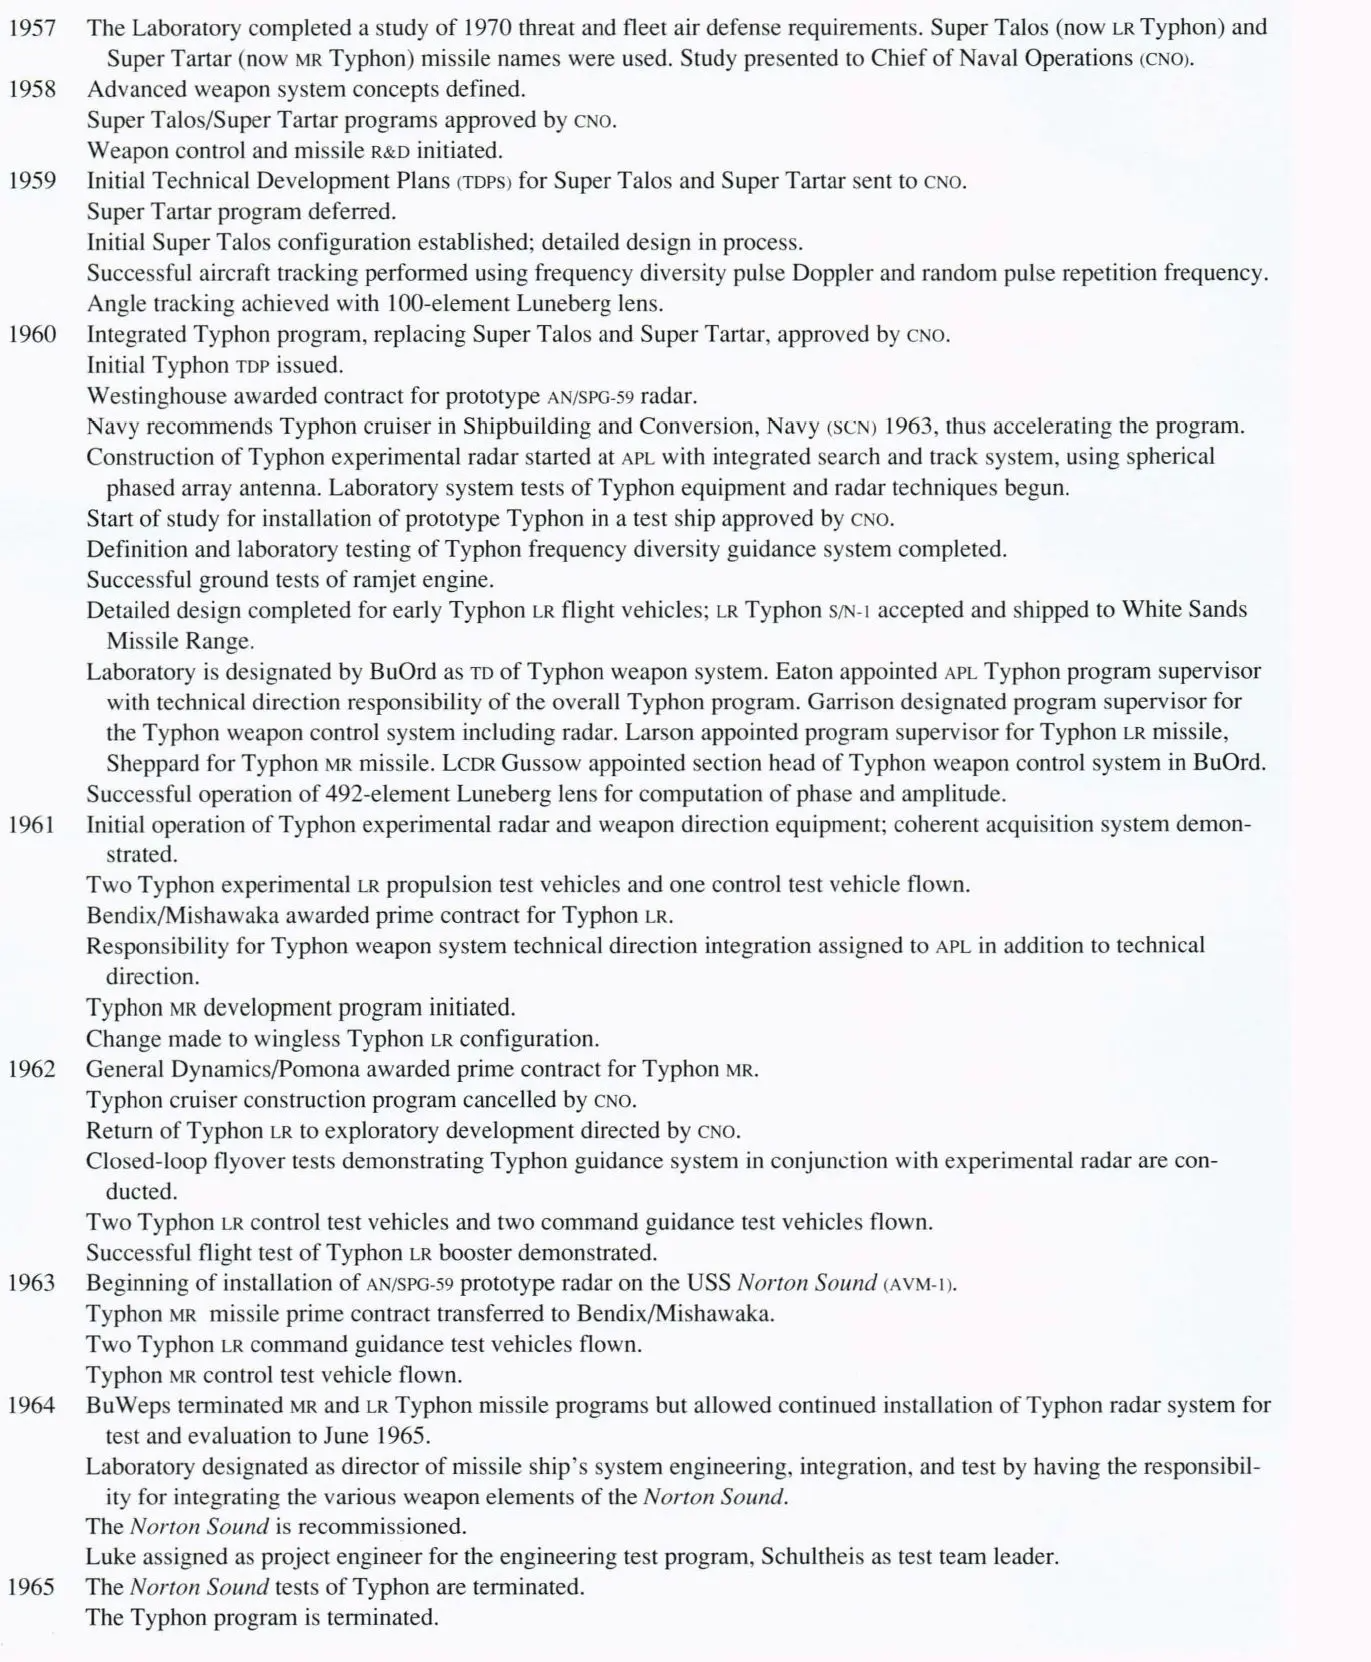 1957 The Laboratory completed a study of 1970 threat and fleet air defense requirements. Super Talos (now LR Typhon) and
Super Tartar (now MR Typhon) missile names were used. Study presented to Chief of Naval Operations (CNO).
1958 Advanced weapon system concepts defined.
Super Talos/Super Tartar programs approved by CNO.
Weapon control and missile R&D initiated.
1959 Initial Technical Development Plans (TDPS) for Super Talos and Super Tartar sent to CNO.
Super Tartar program deferred.
Initial Super Talos configuration established; detailed design in process.
Successful aircraft tracking performed using frequency diversity pulse Doppler and random pulse repetition frequency.
Angle tracking achieved with 100-element Luneberg lens.
1960 Integrated Typhon program, replacing Super Talos and Super Tartar, approved by CNO.
Initial Typhon TDP issued.
Westinghouse awarded contract for prototype AN/SPG-59 radar.
Navy recommends Typhon cruiser in Shipbuilding and Conversion, Navy (SCN) 1963, thus accelerating the program.
Construction of Typhon experimental radar started at APL with integrated search and track system, using spherical
phased array antenna. Laboratory system tests of Typhon equipment and radar techniques begun.
Start of study for installation of prototype Typhon in a test ship approved by CNO.
Definition and laboratory testing of Typhon frequency diversity guidance system completed.
Successful ground tests of ramjet engine.
Detailed design completed for early Typhon LR flight vehicles; LR Typhon S/N-1 accepted and shipped to White Sands
Missile Range.
Laboratory is designated by BuOrd as TD of Typhon weapon system. Eaton appointed APL Typhon program supervisor
with technical direction responsibility of the overall Typhon program. Garrison designated program supervisor for
the Typhon weapon control system including radar. Larson appointed program supervisor for Typhon LR missile,
Sheppard for Typhon MR missile. LCDR Gussow appointed section head of Typhon weapon control system in BuOrd.
Successful operation of 492-element Luneberg lens for computation of phase and amplitude.
1961 Initial operation of Typhon experimental radar and weapon direction equipment; coherent acquisition system demon-
strated.
Two Typhon experimental LR propulsion test vehicles and one control test vehicle flown.
Bendix/Mishawaka awarded prime contract for Typhon LR.
Responsibility for Typhon weapon system technical direction integration assigned to APL in addition to technical
direction.
Typhon MR development program initiated.
Change made to wingless Typhon LR configuration.
1962 General Dynamics/Pomona awarded prime contract for Typhon MR.
Typhon cruiser construction program cancelled by CNO.
Return of Typhon LR to exploratory development directed by CNO.
Closed-loop flyover tests demonstrating Typhon guidance system in conjunction with experimental radar are con-
ducted.
Two Typhon LR control test vehicles and two command guidance test vehicles flown.
Successful flight test of Typhon LR booster demonstrated.
1963 Beginning of installation of AN/SPG-59 prototype radar on the USS Norton Sound (AVM-1).
Typhon MR missile prime contract transferred to Bendix/Mishawaka.
Two Typhon LR command guidance test vehicles flown.
Typhon MR control test vehicle flown.
1964 BuWeps terminated MR and LR Typhon missile programs but allowed continued installation of Typhon radar system for
test and evaluation to June 1965.
Laboratory designated as director of missile ship's system engineering, integration, and test by having the responsibil-
ity for integrating the various weapon elements of the Norton Sound.
The Norton Sound is recommissioned.
Luke assigned as project engineer for the engineering test program, Schultheis as test team leader.
1965 The Norton Sound tests of Typhon are terminated.
The Typhon program is terminated.